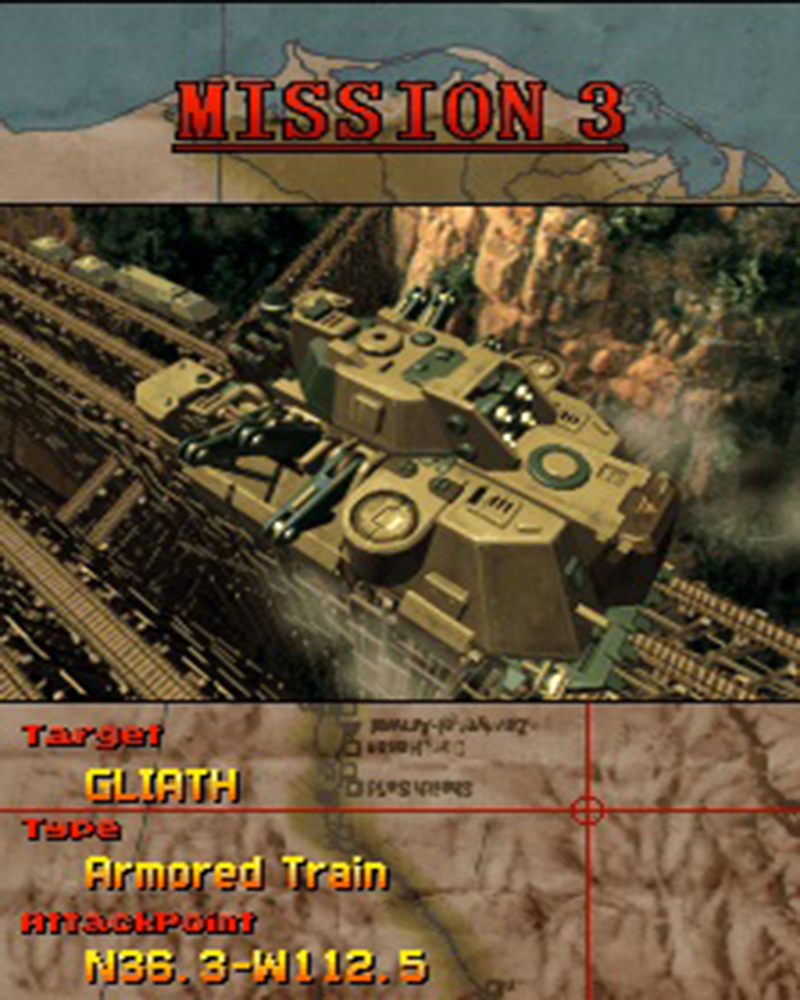 MISSION 3
Target
GLIATH
Type
Armored Train
AttackPoint
N36.3-W112.5